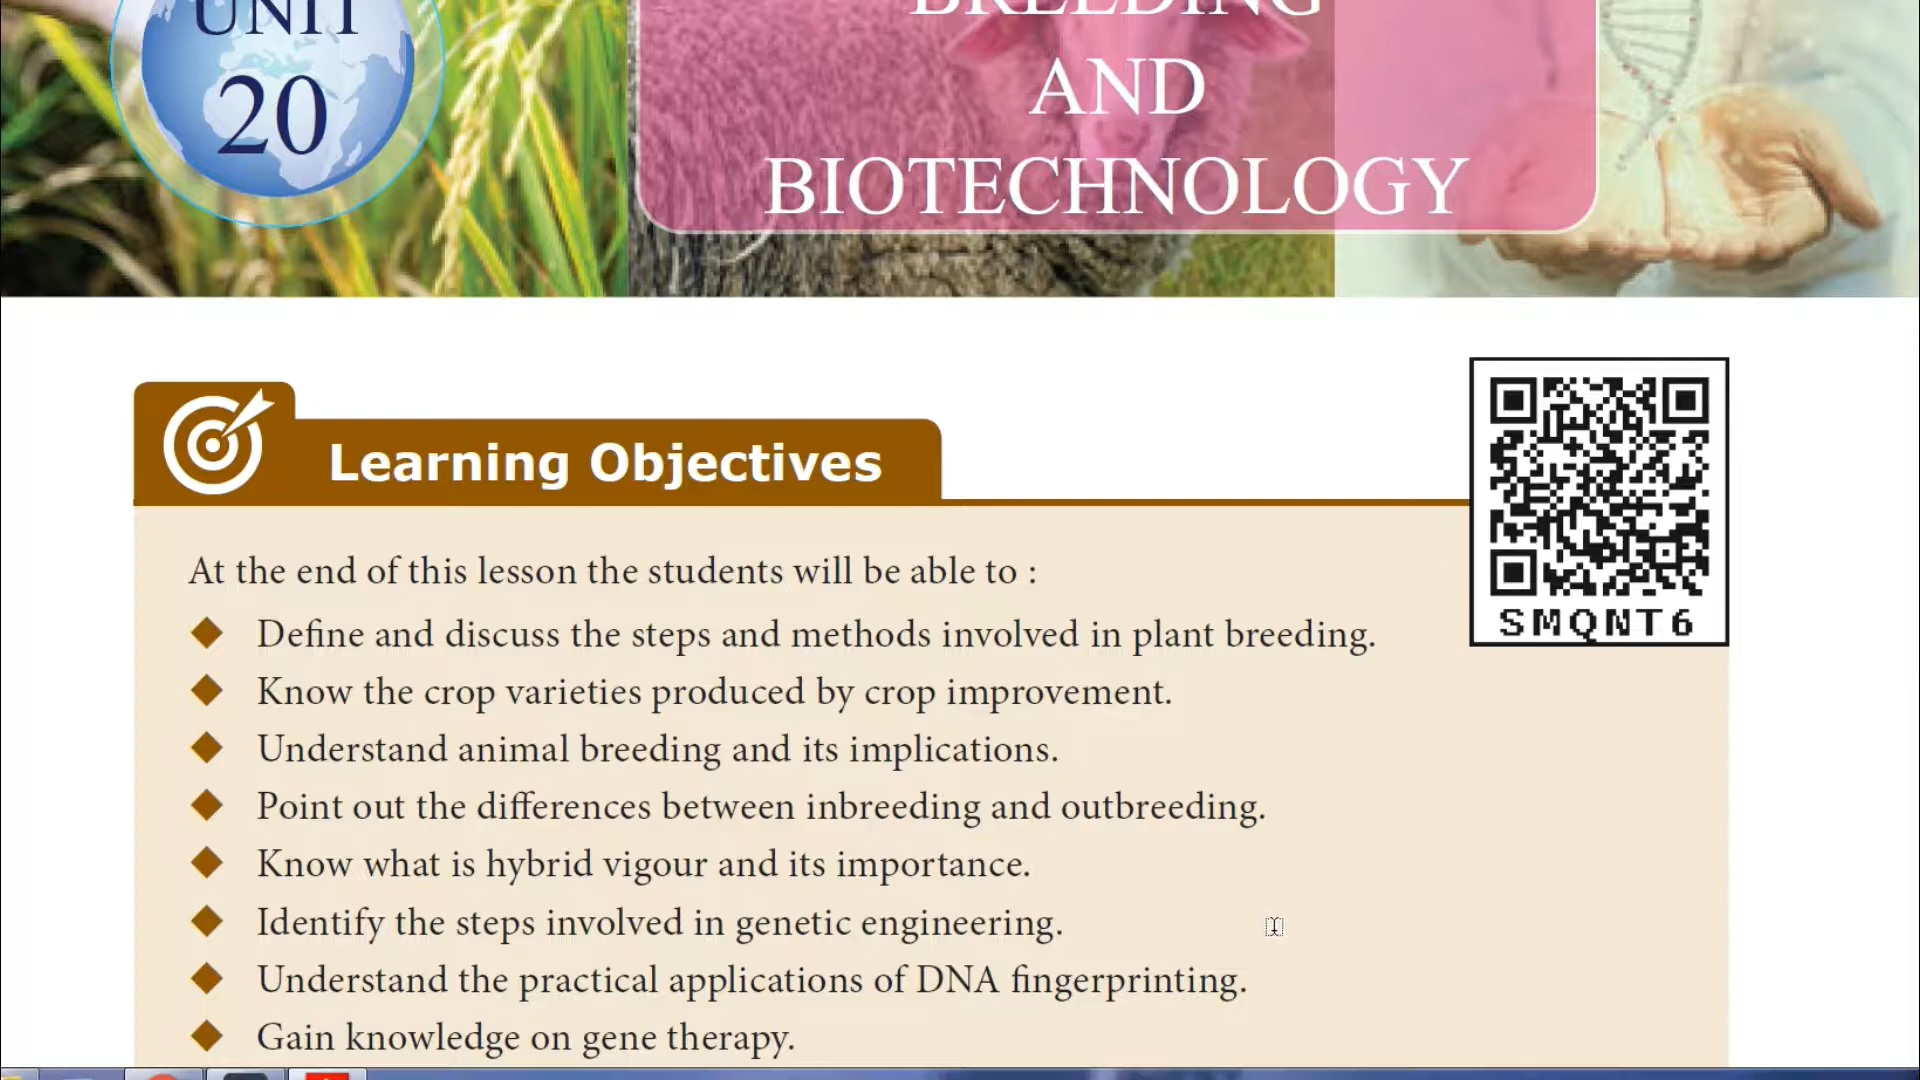 UNIT
20
BREEDING
AND
BIOTECHNOLOGY
Learning Objectives
SMQNT6
At the end of this lesson the students will be able to :
Define and discuss the steps and methods involved in plant breeding.
Know the crop varieties produced by crop improvement.
Understand animal breeding and its implications.
Point out the differences between inbreeding and outbreeding.
Know what is hybrid vigour and its importance.
Identify the steps involved in genetic engineering.
Understand the practical applications of DNA fingerprinting.
Gain knowledge on gene therapy.